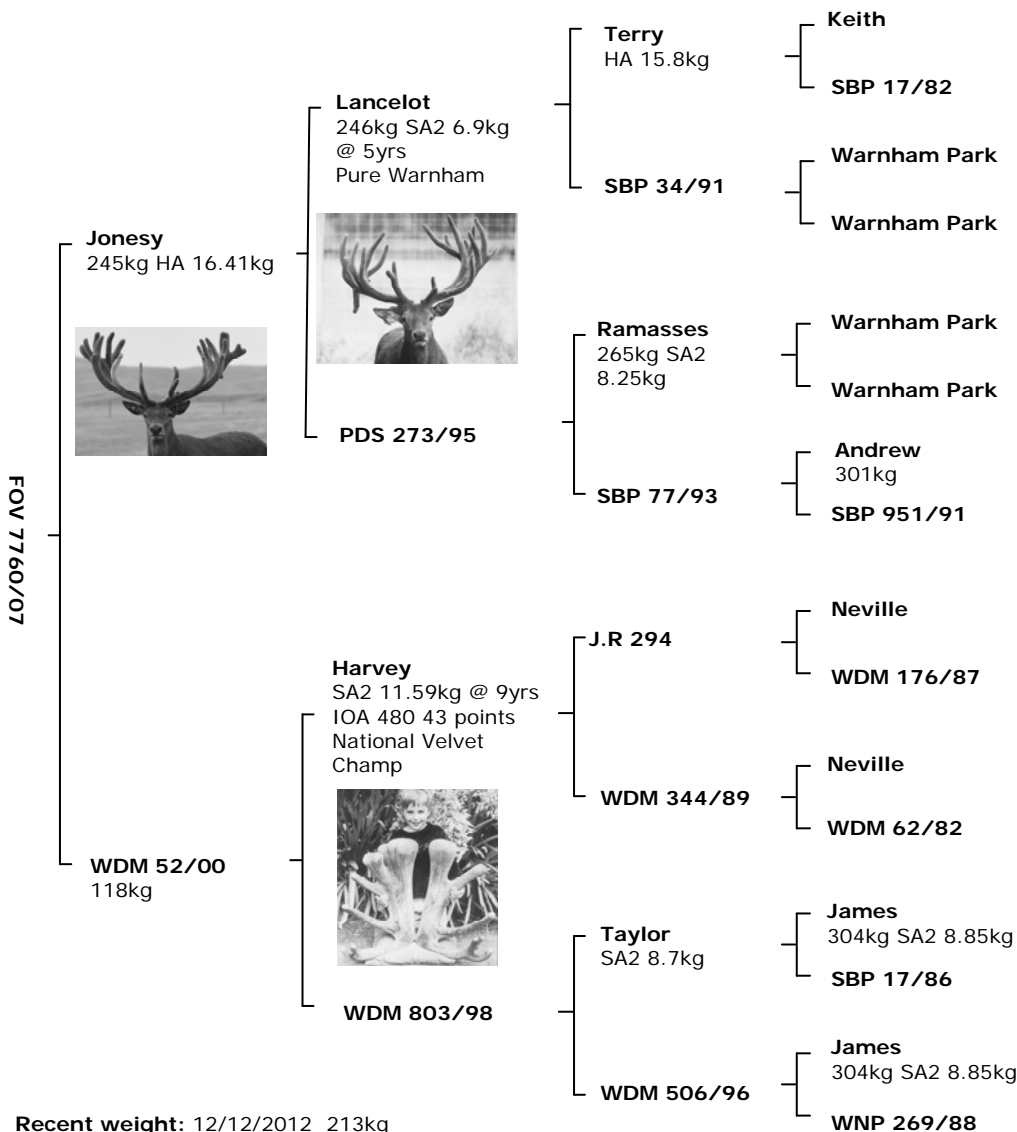 FOV 7760/07
Jonesy
245kg HA 16.41kg
WDM 52/00
118kg
Lancelot
246kg SA2 6.9kg
@ 5yrs
Pure Warnham
PDS 273/95
Harvey
SA2 11.59kg @ 9yrs
IOA 480 43 points
National Velvet
Champ
WDM 803/98
Terry
HA 15.8kg
SBP 34/91
Ramasses
265kg SA2
8.25kg
SBP 77/93
J.R 294
WDM 344/89
Taylor
SA2 8.7kg
WDM 506/96
Keith
SBP 17/82
Warnham Park
Warnham Park
Warnham Park
Warnham Park
Andrew
301kg
SBP 951/91
Neville
WDM 176/87
Neville
WDM 62/82
James
304kg SA2 8.85kg
SBP 17/86
James
304kg SA2 8.85kg
WNP 269/88
Recent weight: 12/12/2012 213kg